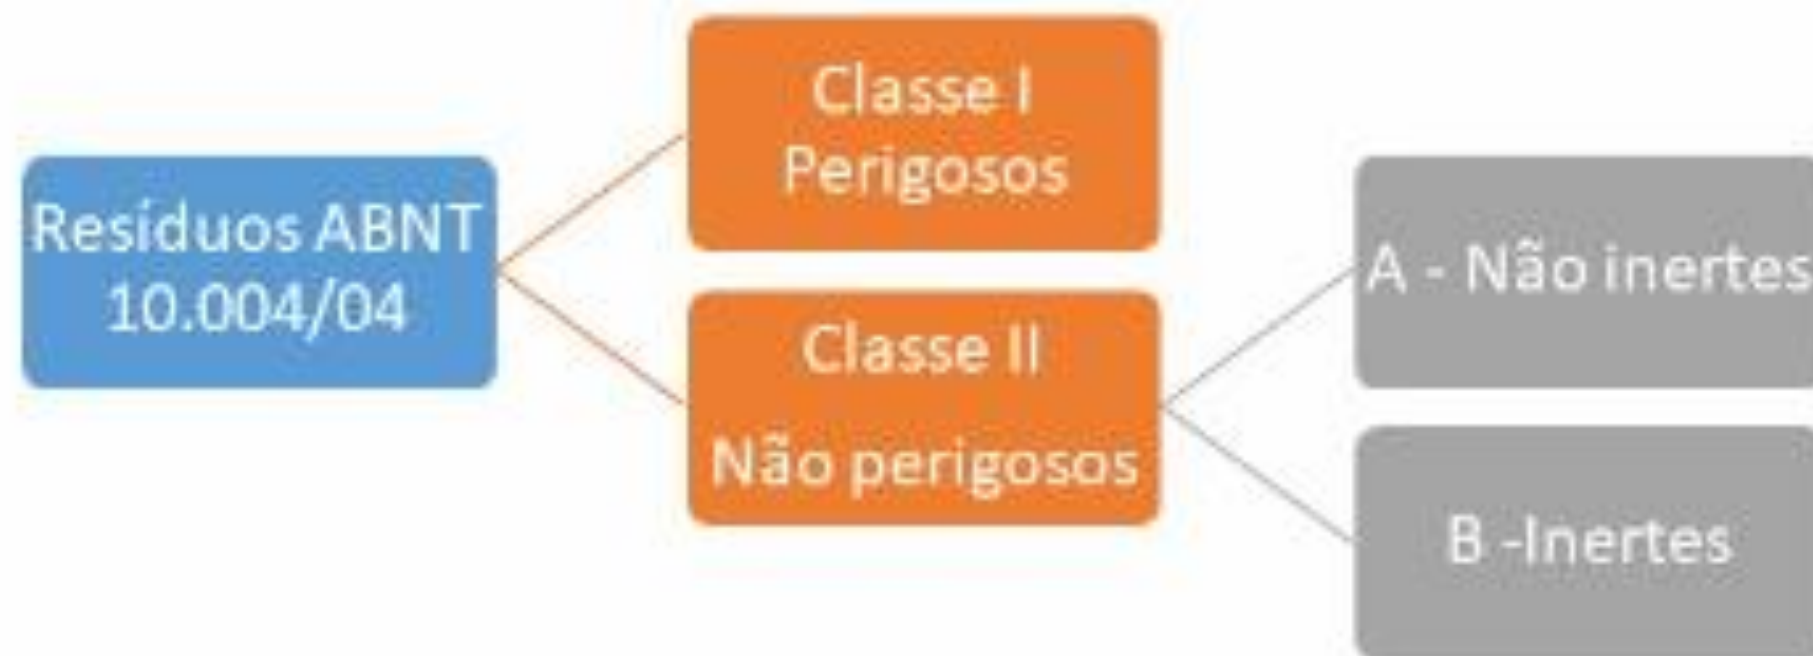 Resíduos ABNT
10.004/04
Classe I
Perigosos
Classe II
Não perigosos
A - Não inertes
B -Inertes